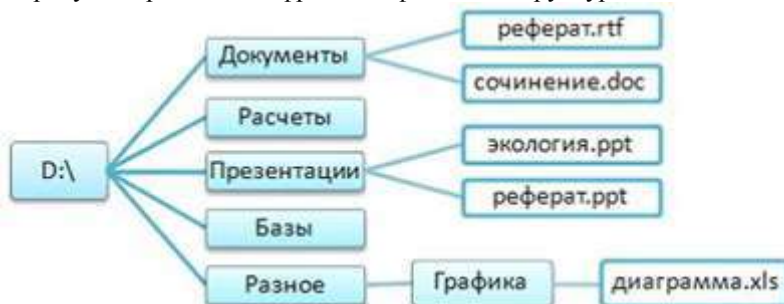 реферат.rtf
Документы
сочинение.doc
Расчеты
экология.ppt
D:\
Презентации
реферат.ppt
Базы
Разное
Графика
диаграмма.xls